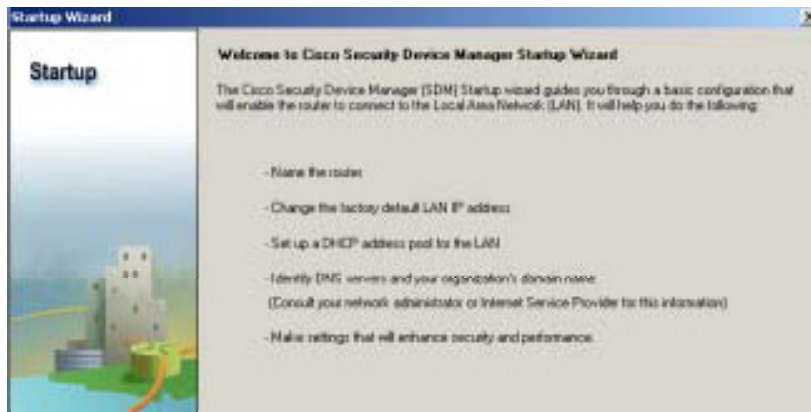 Startup Wizard
Startup
Welcome to Cisco Security Device Manager Startup Wizard
The Cisco Security Device Manager (SDM) Startup wizard guides you through a basic configuration that
will enable the router to connect to the Local Area Network (LAN). It will help you do the following:
- Name the router
- Change the factory default LAN IP address
- Set up a DHCP address pool for the LAN
- Identify DNS servers and your organization's domain name
(Consult your network administrator or Internet Service Provider for this information)
- Make settings that will enhance security and performance.